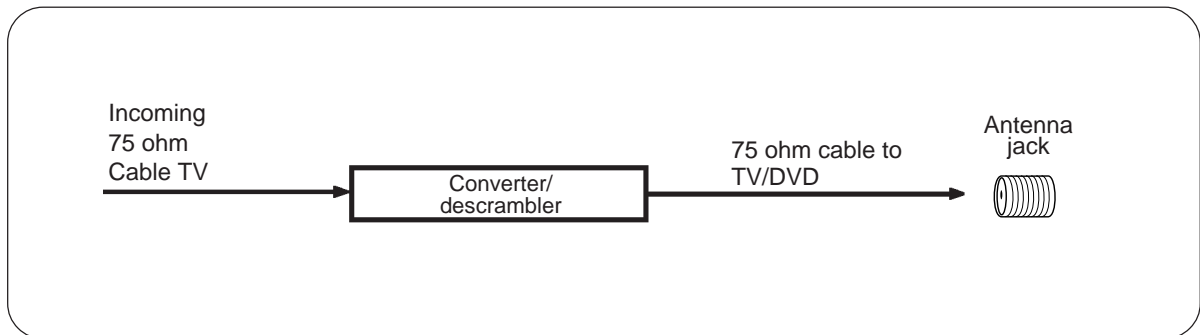 Incoming
75 ohm
Cable TV
Converter/
descrambler
75 ohm cable to
TV/DVD
Antenna
jack